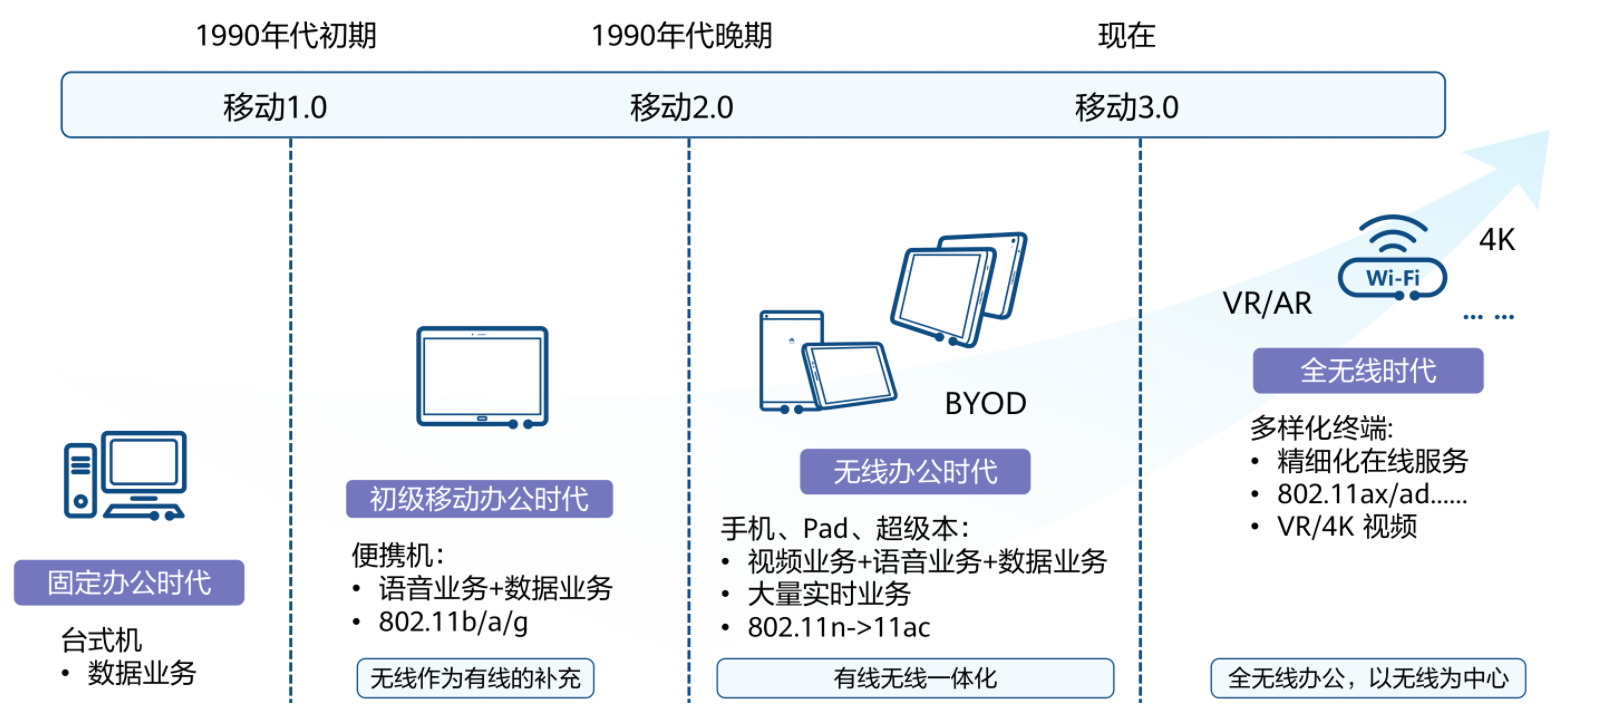 1990年代初期
1990年代晚期
现在
移动1.0
移动2.0
移动3.0
固定办公时代
台式机
• 数据业务
初级移动办公时代
便携机：
• 语音业务+数据业务
• 802.11b/a/g
无线作为有线的补充
BYOD
无线办公时代
手机、Pad、超级本：
• 视频业务+语音业务+数据业务
• 大量实时业务
• 802.11n->11ac
有线无线一体化
4K
Wi-Fi
VR/AR
... ...
全无线时代
多样化终端:
• 精细化在线服务
• 802.11ax/ad......
• VR/4K 视频
全无线办公，以无线为中心